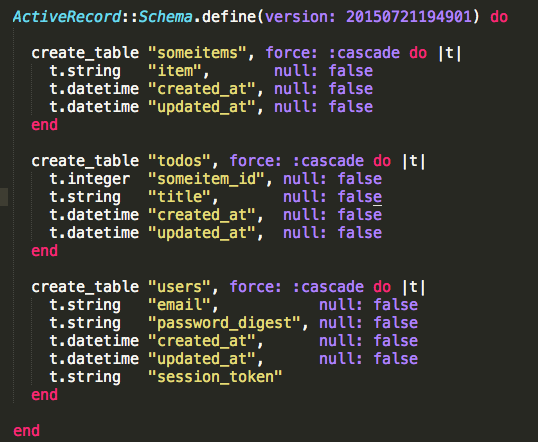 ActiveRecord::Schema.define(version: 20150721194901) do

  create_table "someitems", force: :cascade do |t|
    t.string   "item",       null: false
    t.datetime "created_at", null: false
    t.datetime "updated_at", null: false
  end

  create_table "todos", force: :cascade do |t|
    t.integer  "someitem_id", null: false
    t.string   "title",       null: false
    t.datetime "created_at",  null: false
    t.datetime "updated_at",  null: false
  end

  create_table "users", force: :cascade do |t|
    t.string   "email",           null: false
    t.string   "password_digest", null: false
    t.datetime "created_at",      null: false
    t.datetime "updated_at",      null: false
    t.string   "session_token"
  end

end